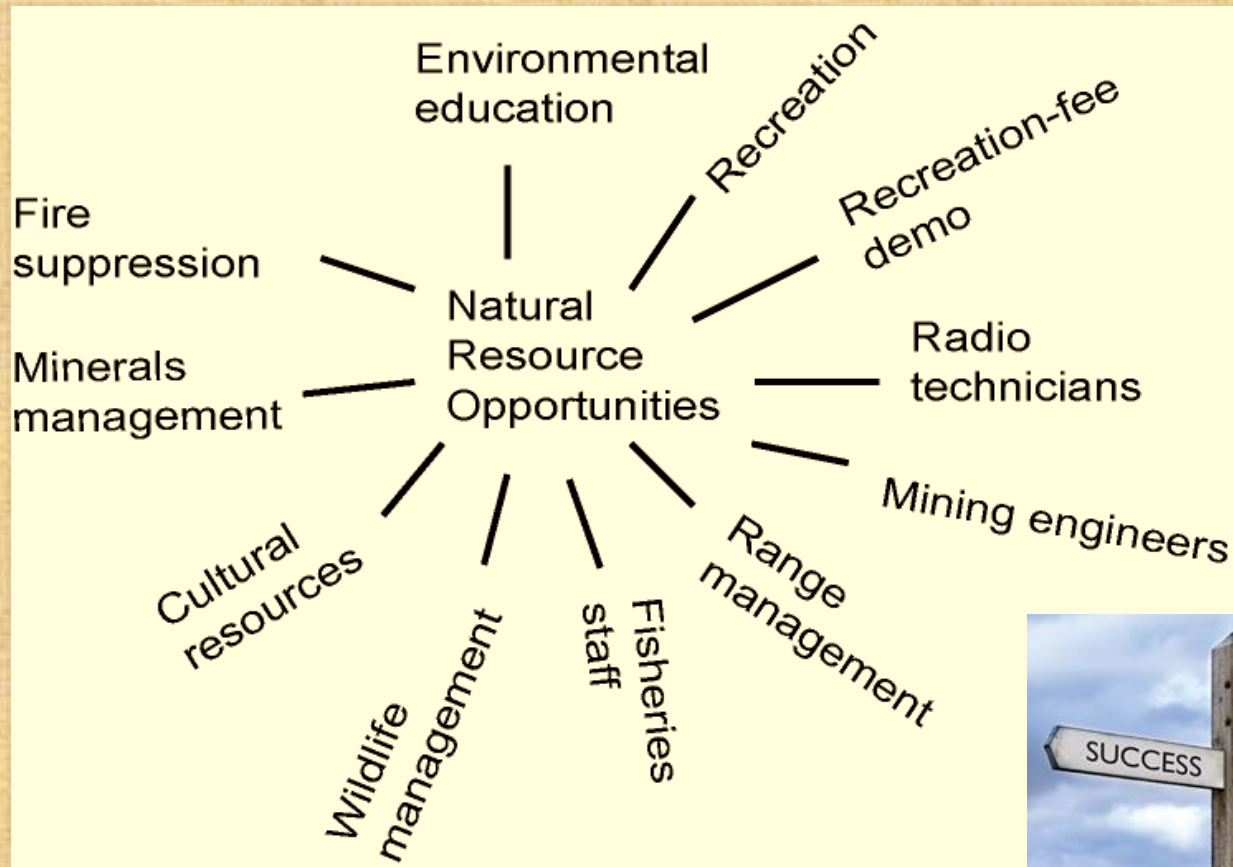 Environmental
education
Recreation
Recreation-fee
demo
Fire
suppression
Natural
Resource
Opportunities
Radio
technicians
Minerals
management
Mining engineers
Range
management
Cultural
resources
Wildlife
management
Fisheries
staff
SUCCESS